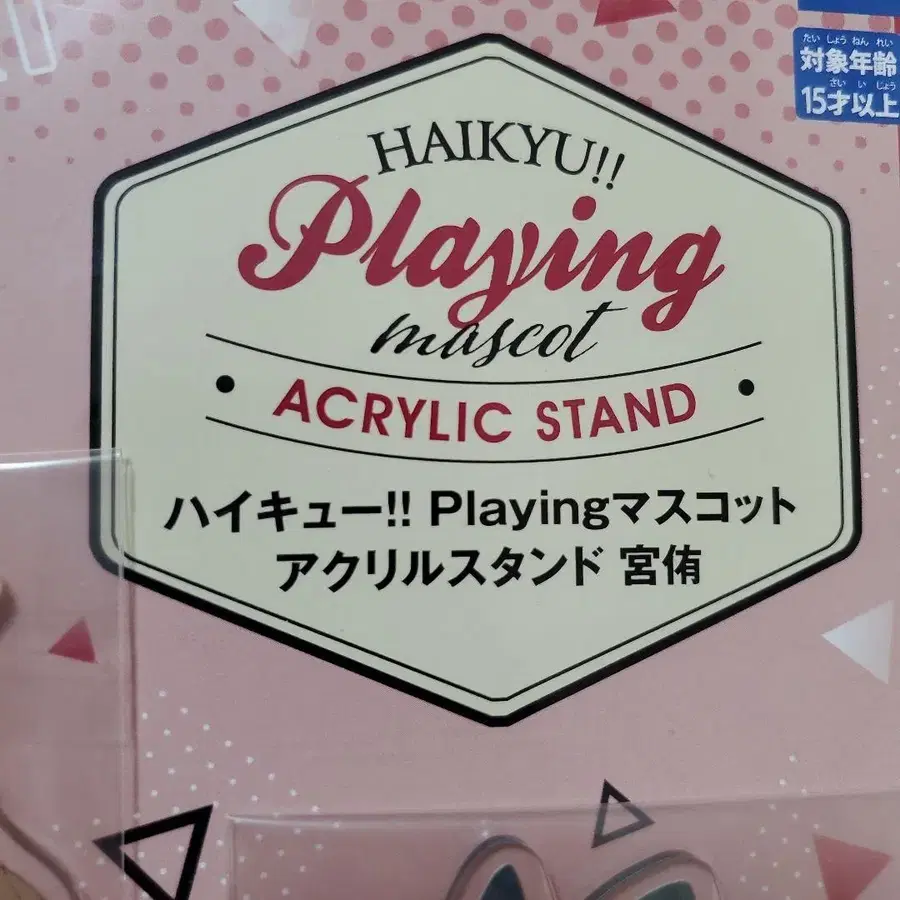 たいしょうねんれい
対象年齢
さいいじょう
15才以上
HAIKYU!!
Playing
mascot
ACRYLIC STAND
ハイキュー!! Playingマスコット
アクリルスタンド 宮侑